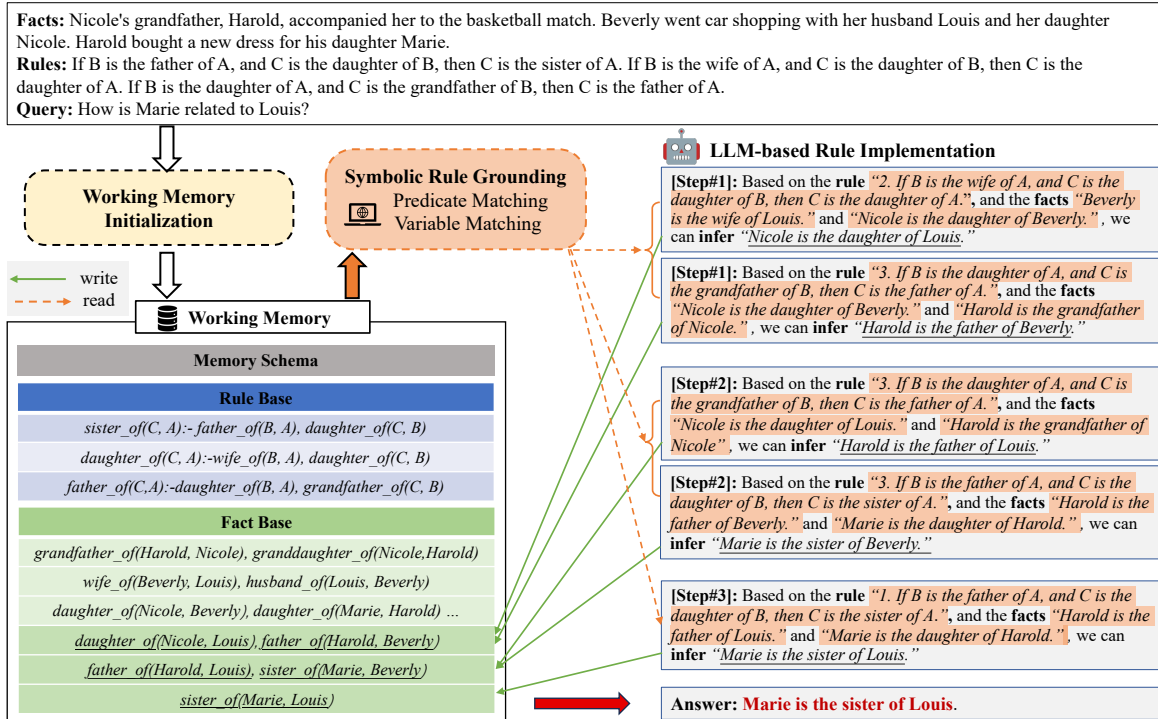 Facts: Nicole's grandfather, Harold, accompanied her to the basketball match. Beverly went car shopping with her husband Louis and her daughter
Nicole. Harold bought a new dress for his daughter Marie.
Rules: If B is the father of A, and C is the daughter of B, then C is the sister of A. If B is the wife of A, and C is the daughter of B, then C is the
daughter of A. If B is the daughter of A, and C is the grandfather of B, then C is the father of A.
Query: How is Marie related to Louis?
Working Memory
Initialization
Symbolic Rule Grounding
Predicate Matching
Variable Matching
write
read
Working Memory
Memory Schema
Rule Base
sister_of(C, A):- father_of(B, A), daughter_of(C, B)
daughter_of(C, A):-wife_of(B, A), daughter_of(C, B)
father_of(C,A):-daughter_of(B, A), grandfather_of(C, B)
Fact Base
grandfather_of(Harold, Nicole), granddaughter_of(Nicole,Harold)
wife_of(Beverly, Louis), husband_of(Louis, Beverly)
daughter_of(Nicole, Beverly), daughter_of(Marie, Harold) ...
daughter_of(Nicole, Louis), father_of(Harold, Beverly)
father_of(Harold, Louis), sister_of(Marie, Beverly)
sister_of(Marie, Louis)
LLM-based Rule Implementation
[Step#1]: Based on the rule "2. If B is the wife of A, and C is the
daughter of B, then C is the daughter of A.", and the facts "Beverly
is the wife of Louis." and "Nicole is the daughter of Beverly." , we
can infer "Nicole is the daughter of Louis."
[Step#1]: Based on the rule "3. If B is the daughter of A, and C is
the grandfather of B, then C is the father of A.", and the facts
"Nicole is the daughter of Beverly." and "Harold is the grandfather
of Nicole." , we can infer "Harold is the father of Beverly."
[Step#2]: Based on the rule "3. If B is the daughter of A, and C is
the grandfather of B, then C is the father of A.", and the facts
"Nicole is the daughter of Louis." and "Harold is the grandfather of
Nicole" , we can infer "Harold is the father of Louis."
[Step#2]: Based on the rule "3. If B is the father of A, and C is the
daughter of B, then C is the sister of A.", and the facts "Harold is the
father of Beverly." and "Marie is the daughter of Harold." , we can
infer "Marie is the sister of Beverly."
[Step#3]: Based on the rule "1. If B is the father of A, and C is the
daughter of B, then C is the sister of A.", and the facts "Harold is the
father of Louis." and "Marie is the daughter of Harold." , we can
infer "Marie is the sister of Louis."
Answer: Marie is the sister of Louis.